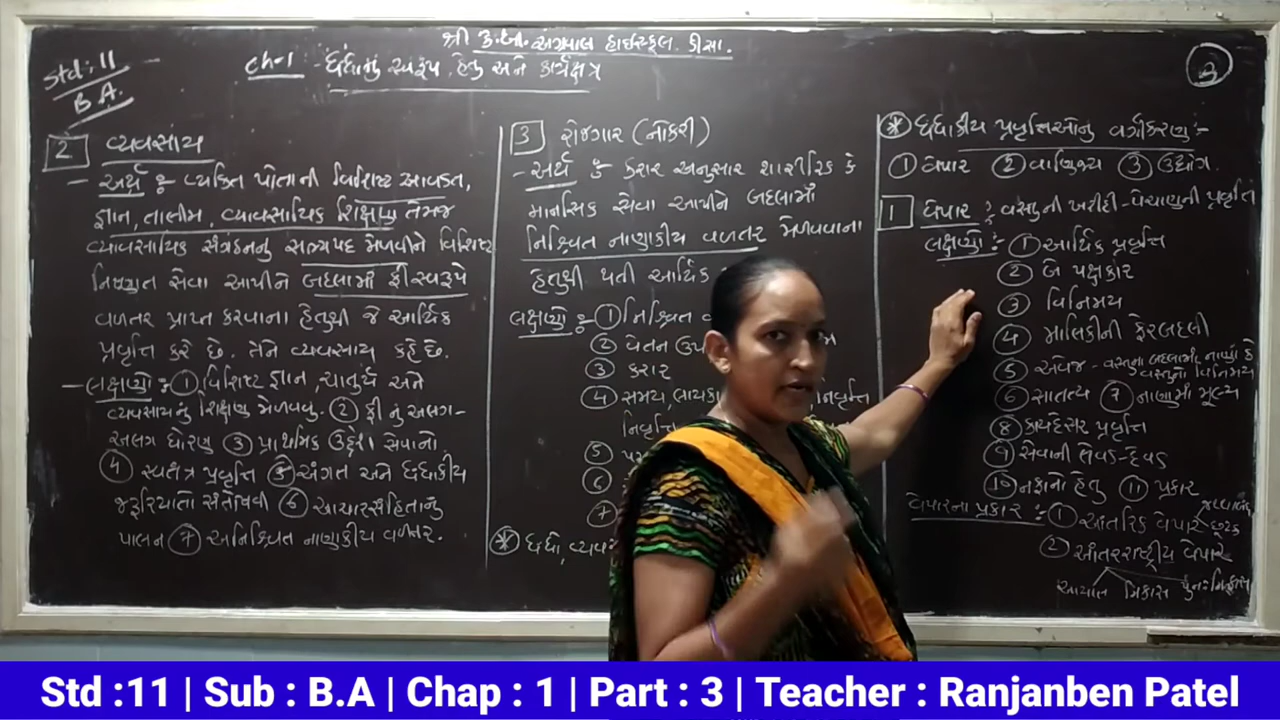 શ્રી કે.બી. અગ્રવાલ હાઇસ્કૂલ. ડીસા.
Std : 11
B.A.
ch-1 ધંધાનું સ્વરૂપ, હેતુ અને કાર્યક્ષેત્ર
3
2 વ્યવસાય
- અર્થ : વ્યક્તિ પોતાની વિશિષ્ટ આવડત,
જ્ઞાન, તાલીમ, વ્યાવસાયિક શિક્ષણ તેમજ
વ્યાવસાયિક સંગઠનનું સભ્યપદ મેળવીને વિશિષ્ટ
નિષ્ણાત સેવા આપીને બદલામાં ફી સ્વરૂપે
વળતર પ્રાપ્ત કરવાના હેતુથી જે આર્થિક
પ્રવૃત્તિ કરે છે. તેને વ્યવસાય કહે છે.
- લક્ષણો : 1 વિશિષ્ટ જ્ઞાન, ચાતુર્ય અને
વ્યવસાયનું શિક્ષણ મેળવવું. 2 ફી નું અલગ-
અલગ ધોરણ 3 પ્રાથમિક ઉદ્દેશ સેવાનો
4 સ્વતંત્ર પ્રવૃત્તિ 5 અંગત અને ધંધાકીય
જરૂરિયાતો સંતોષવી 6 આચારસંહિતાનું
પાલન 7 અનિશ્ચિત નાણાકીય વળતર.
3 રોજગાર (નોકરી)
- અર્થ : કરાર અનુસાર શારીરિક કે
માનસિક સેવા આપીને બદલામાં
નિશ્ચિત નાણાકીય વળતર મેળવવાના
હેતુથી થતી આર્થિક
લક્ષણો : 1 નિશ્ચિત
2 વેતન
3 કરાર
4 સમય, નિવૃત્તિ
5
6
7
* ધંધો,
* ધંધાકીય પ્રવૃત્તિઓનું વર્ગીકરણ :-
1 વેપાર 2 વાણિજ્ય 3 ઉદ્યોગ.
1 વેપાર : વસ્તુની ખરીદી - વેચાણની પ્રવૃત્તિ
લક્ષણો :- 1 આર્થિક પ્રવૃત્તિ
2 બે પક્ષકાર
3 વિનિમય
4 માલિકીની ફેરબદલી
5 અવેજ - વસ્તુના બદલામાં નાણાં કે
વસ્તુનો વિનિમય
6 સાતત્ય 7 નાણામાં મૂલ્ય
8 કાયદેસર પ્રવૃત્તિ
9 સેવાની લેવડ-દેવડ
10 નફાનો હેતુ 11 પ્રકાર
વેપારના પ્રકાર : 1 આંતરિક વેપાર જથ્થાબંધ
છૂટક
2 આંતરરાષ્ટ્રીય વેપાર
આયાત નિકાસ પુનઃનિકાસ
Std :11 | Sub : B.A | Chap : 1 | Part : 3 | Teacher : Ranjanben Patel